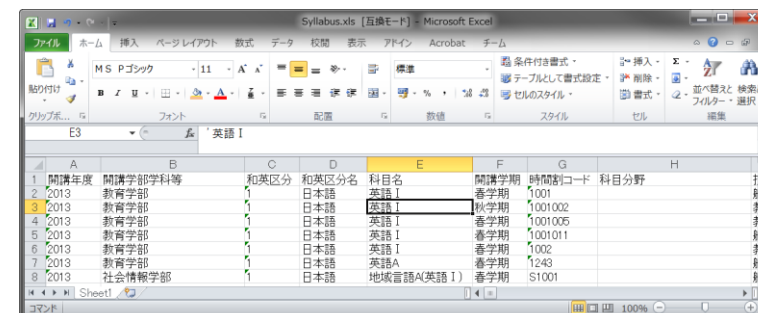 Syllabus.xls [互換モード] - Microsoft Excel
ファイル ホーム 挿入 ページ レイアウト 数式 データ 校閲 表示 アドイン Acrobat チーム
貼り付け
MS Pゴシック 11
B I U
標準
条件付き書式
テーブルとして書式設定
セルのスタイル
挿入
削除
書式
並べ替えと フィルター
検索 選択
クリップボ... フォント 配置 数値 スタイル セル 編集
E3 fx '英語Ⅰ
A B C D E F G H
1 開講年度 開講学部学科等 和英区分 和英区分名 科目名 開講学期 時間割コード 科目分野
2 2013 教育学部 1 日本語 英語Ⅰ 春学期 1001
3 2013 教育学部 1 日本語 英語Ⅰ 秋学期 1001002
4 2013 教育学部 1 日本語 英語Ⅰ 春学期 1001005
5 2013 教育学部 1 日本語 英語Ⅰ 春学期 1001011
6 2013 教育学部 1 日本語 英語Ⅰ 春学期 1002
7 2013 教育学部 1 日本語 英語A 春学期 1243
8 2013 社会情報学部 1 日本語 地域言語A(英語Ⅰ) 春学期 S1001
Sheet1
コマンド 100%